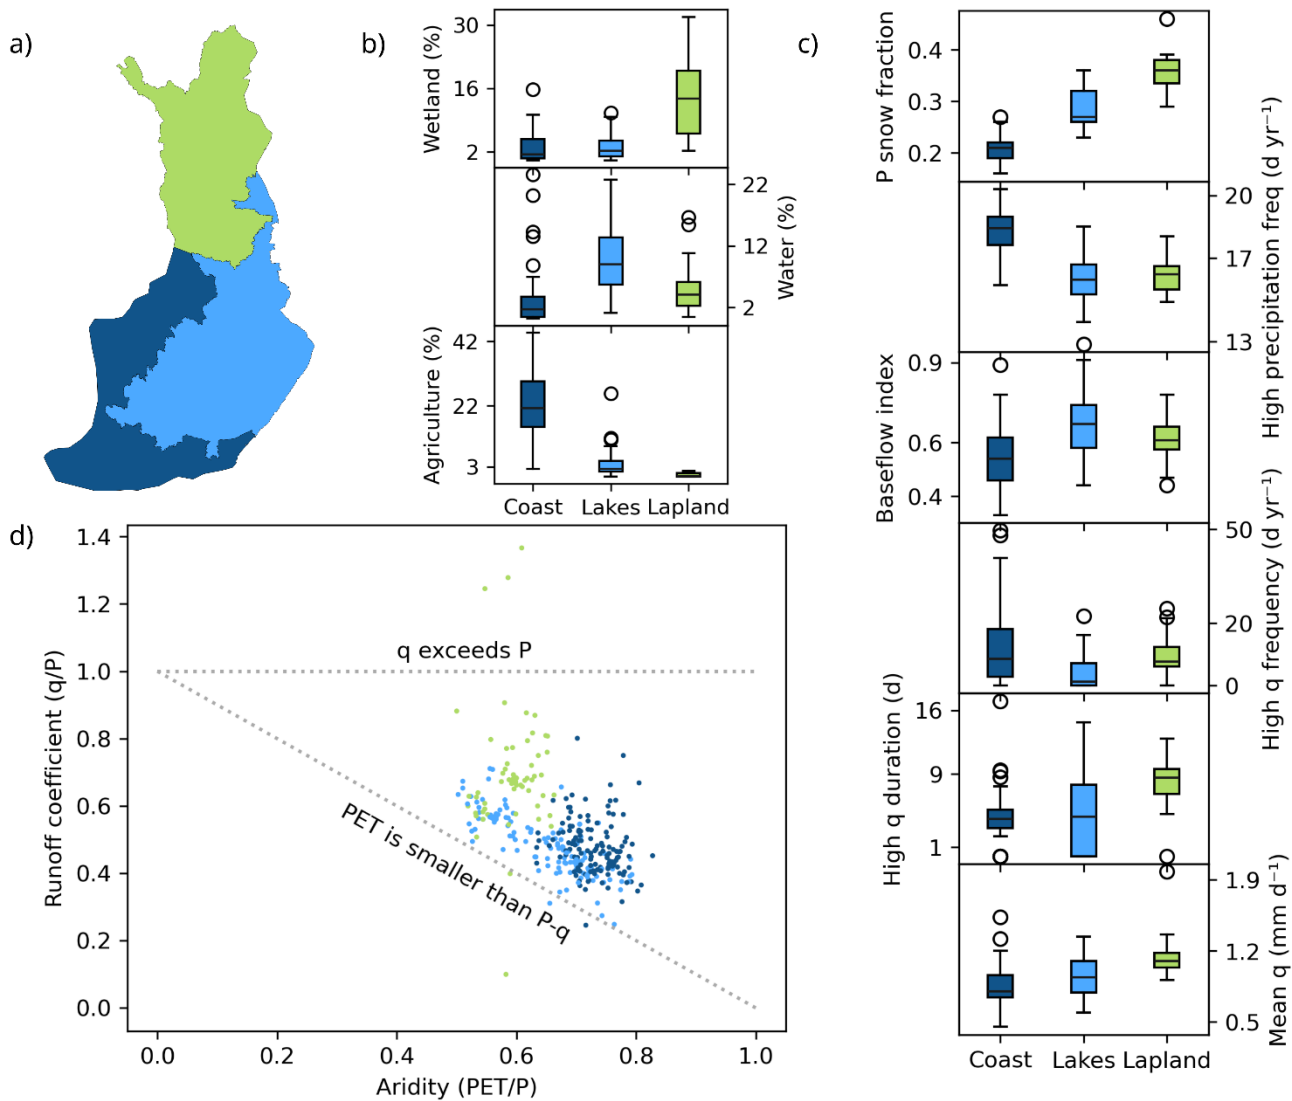 a)
b)
Wetland (%)
30
16
2
Water (%)
22
12
2
Agriculture (%)
42
22
3
Coast Lakes Lapland
c)
P snow fraction
0.4
0.3
0.2
High precipitation freq (d yr⁻¹)
20
17
13
Baseflow index
0.9
0.6
0.4
High q frequency (d yr⁻¹)
50
20
0
High q duration (d)
16
9
1
Mean q (mm d⁻¹)
1.9
1.2
0.5
Coast Lakes Lapland
d)
Runoff coefficient (q/P)
1.4
1.2
1.0
0.8
0.6
0.4
0.2
0.0
q exceeds P
PET is smaller than P-q
0.0 0.2 0.4 0.6 0.8 1.0
Aridity (PET/P)